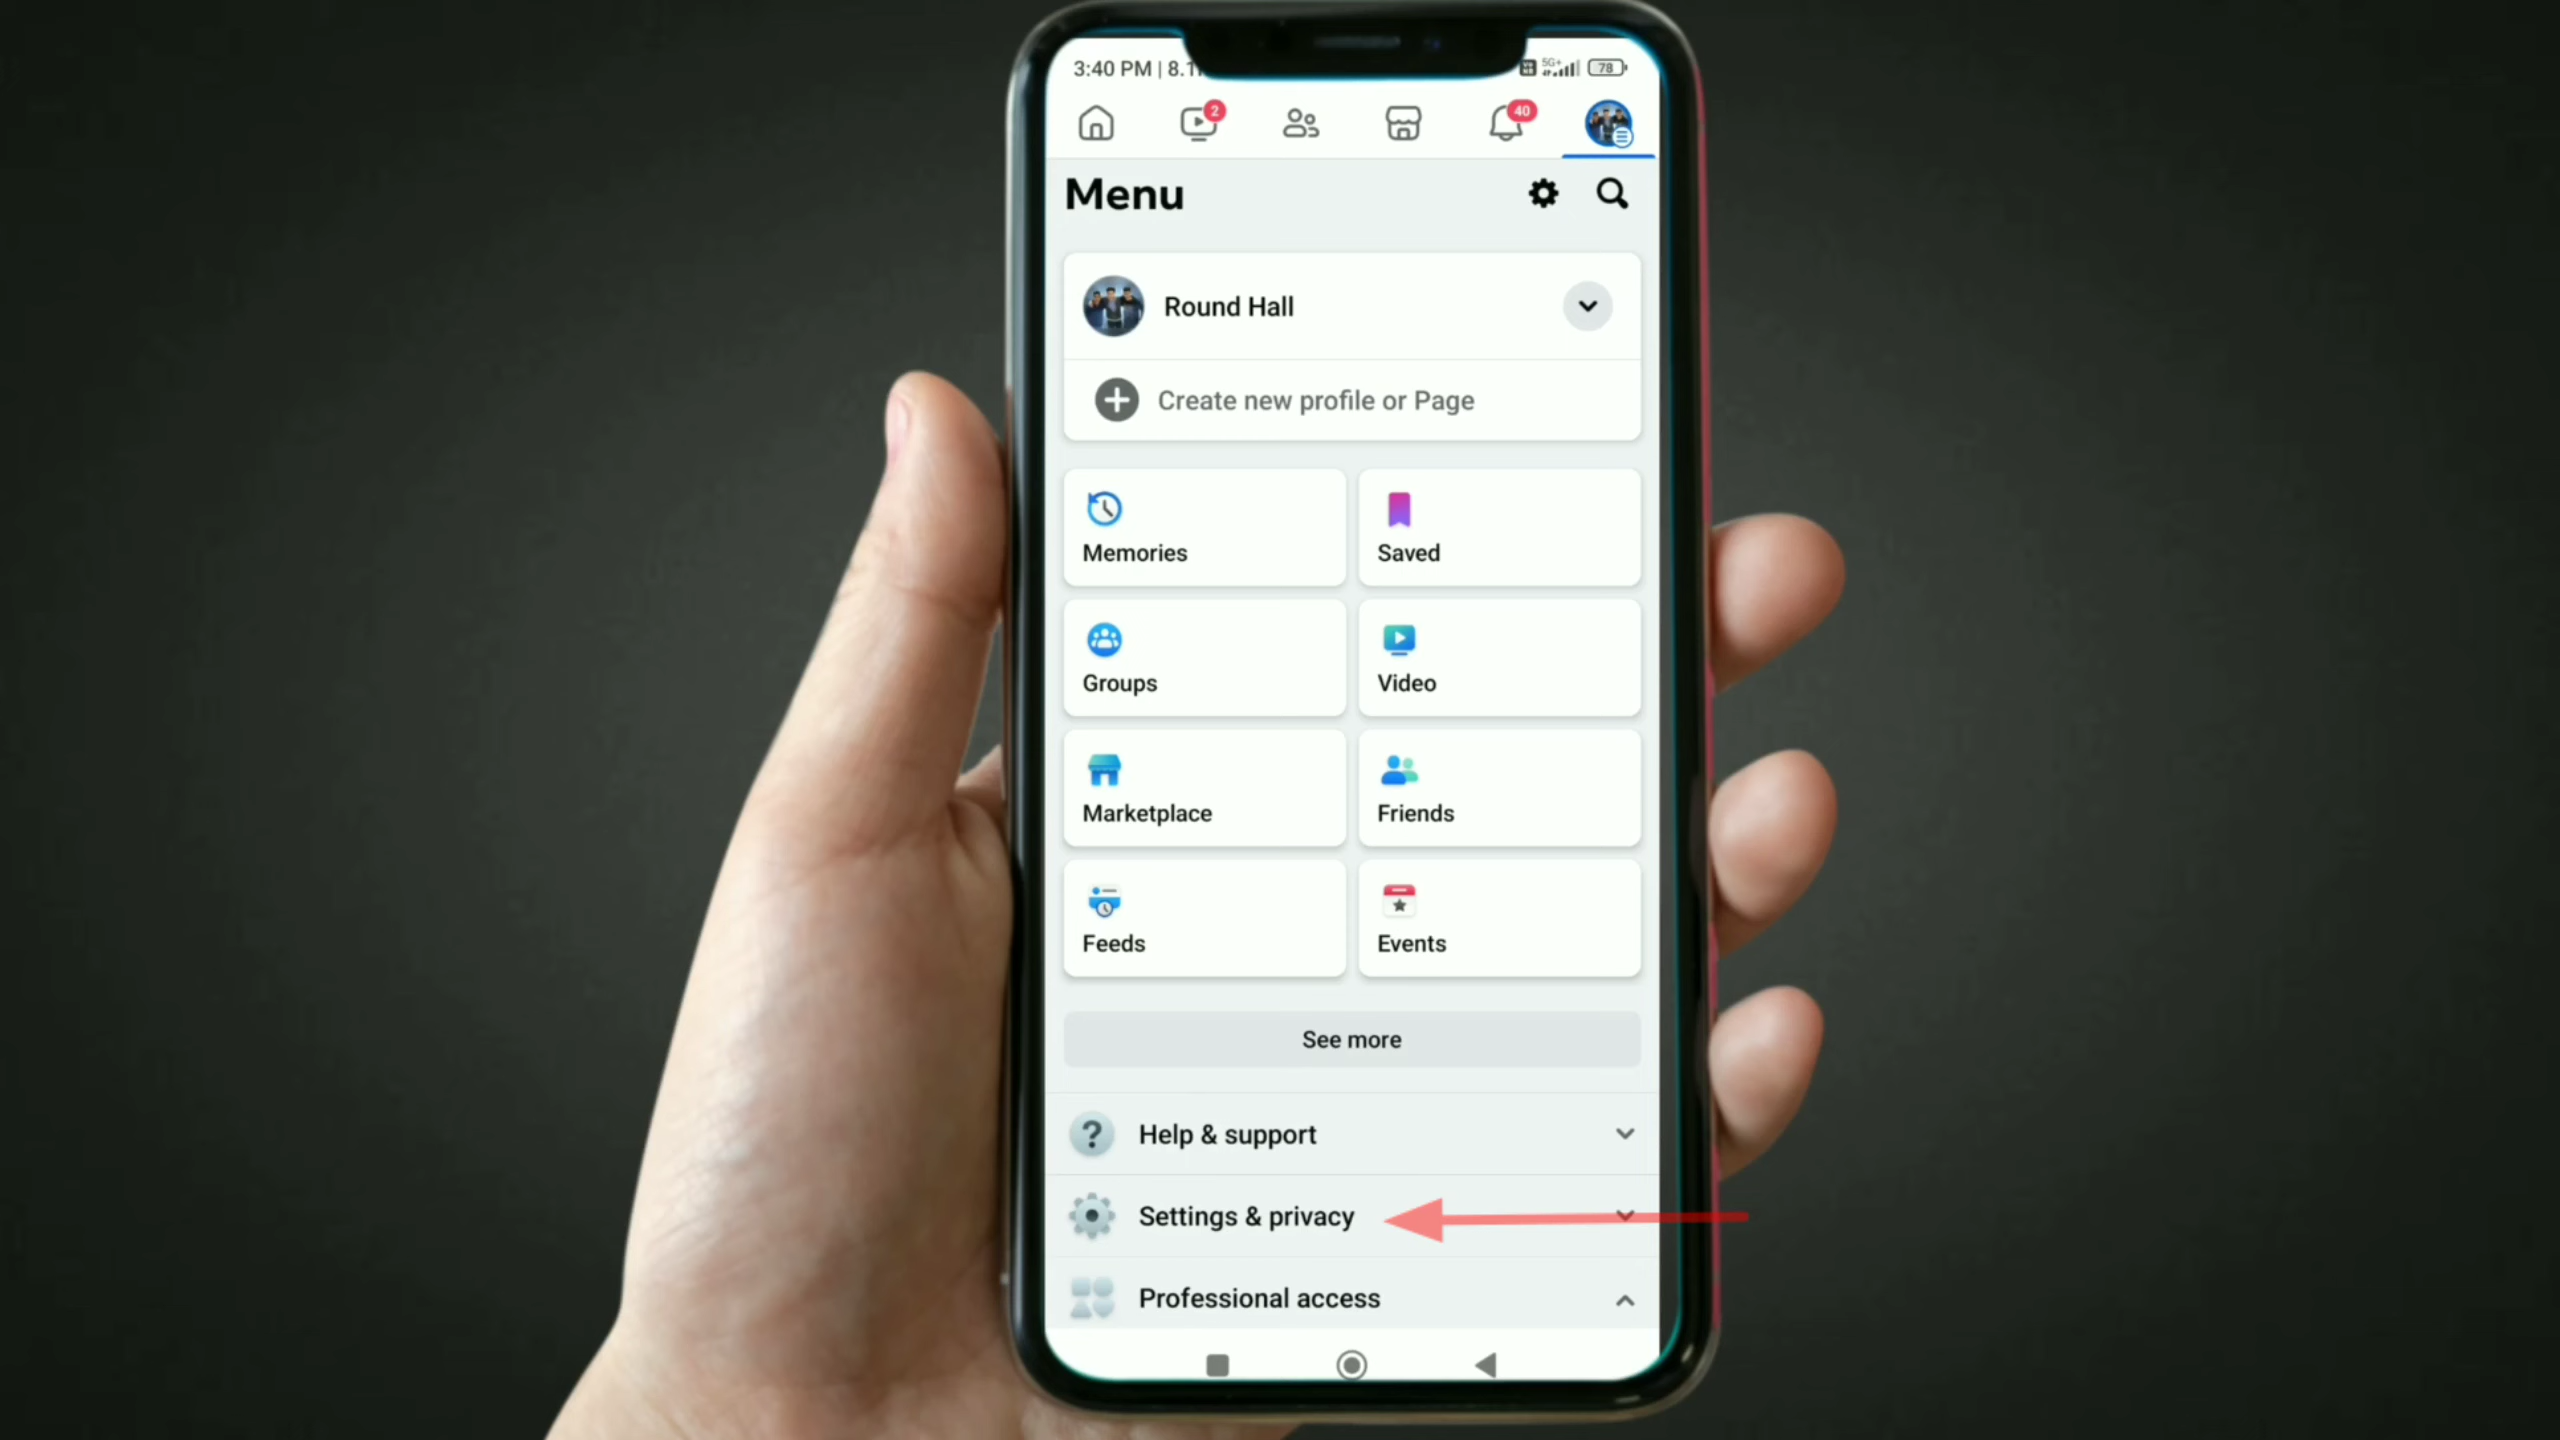 3:40 PM | 8.1
5G+
78
2
40
Menu
Round Hall
Create new profile or Page
Memories
Saved
Groups
Video
Marketplace
Friends
Feeds
Events
See more
Help & support
Settings & privacy
Professional access